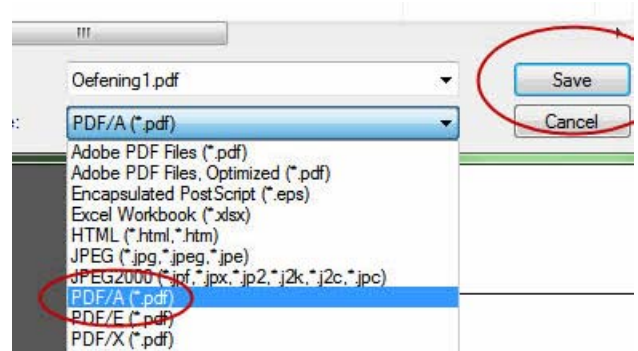 Oefening1.pdf
Save
e:
PDF/A (*.pdf)
Cancel
Adobe PDF Files (*.pdf)
Adobe PDF Files, Optimized (*.pdf)
Encapsulated PostScript (*.eps)
Excel Workbook (*.xlsx)
HTML (*.html,*.htm)
JPEG (*.jpg,*.jpeg,*.jpe)
JPEG2000 (*.jpf,*.jpx,*.jp2,*.j2k,*.j2c,*.jpc)
PDF/A (*.pdf)
PDF/E (*.pdf)
PDF/X (*.pdf)